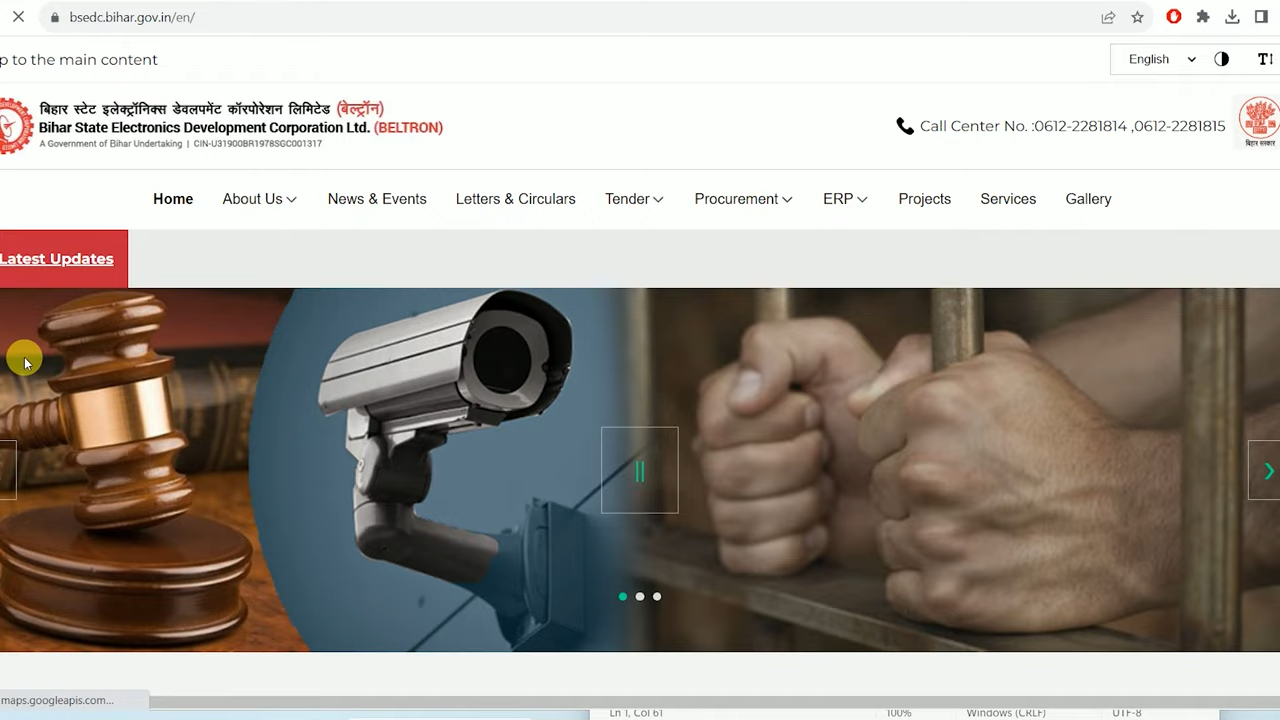 bsedc.bihar.gov.in/en/
p to the main content
English
बिहार स्टेट इलेक्ट्रॉनिक्स डेवलपमेंट कॉरपोरेशन लिमिटेड (बेल्ट्रॉन)
Bihar State Electronics Development Corporation Ltd. (BELTRON)
A Government of Bihar Undertaking | CIN-U31900BR1978SGC001317
Call Center No. :0612-2281814 ,0612-2281815
बिहार सरकार
Home About Us News & Events Letters & Circulars Tender Procurement ERP Projects Services Gallery
Latest Updates
maps.googleapis.com...
Ln 1, Col 61 100% Windows (CRLF) UTF-8